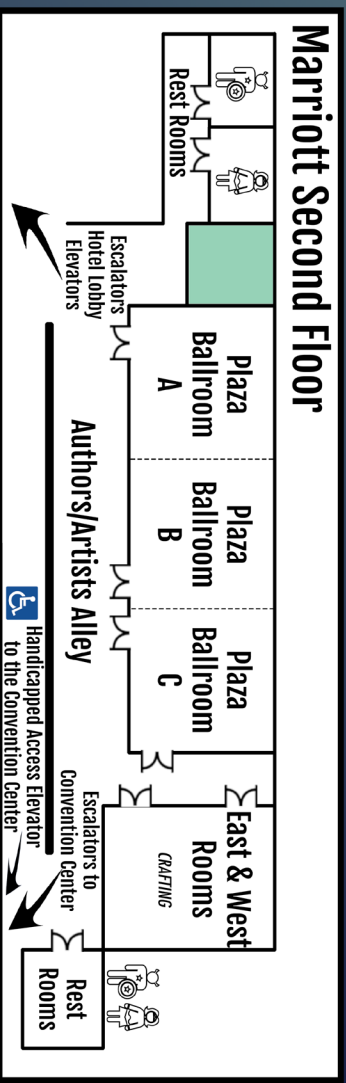 Marriott Second Floor
Rest Rooms
Escalators
Hotel Lobby
Elevators
Plaza
Ballroom
A
Plaza
Ballroom
B
Plaza
Ballroom
C
Authors/Artists Alley
East & West
Rooms
CRAFTING
Escalators to
Convention Center
Handicapped Access Elevator
to the Convention Center
Rest
Rooms